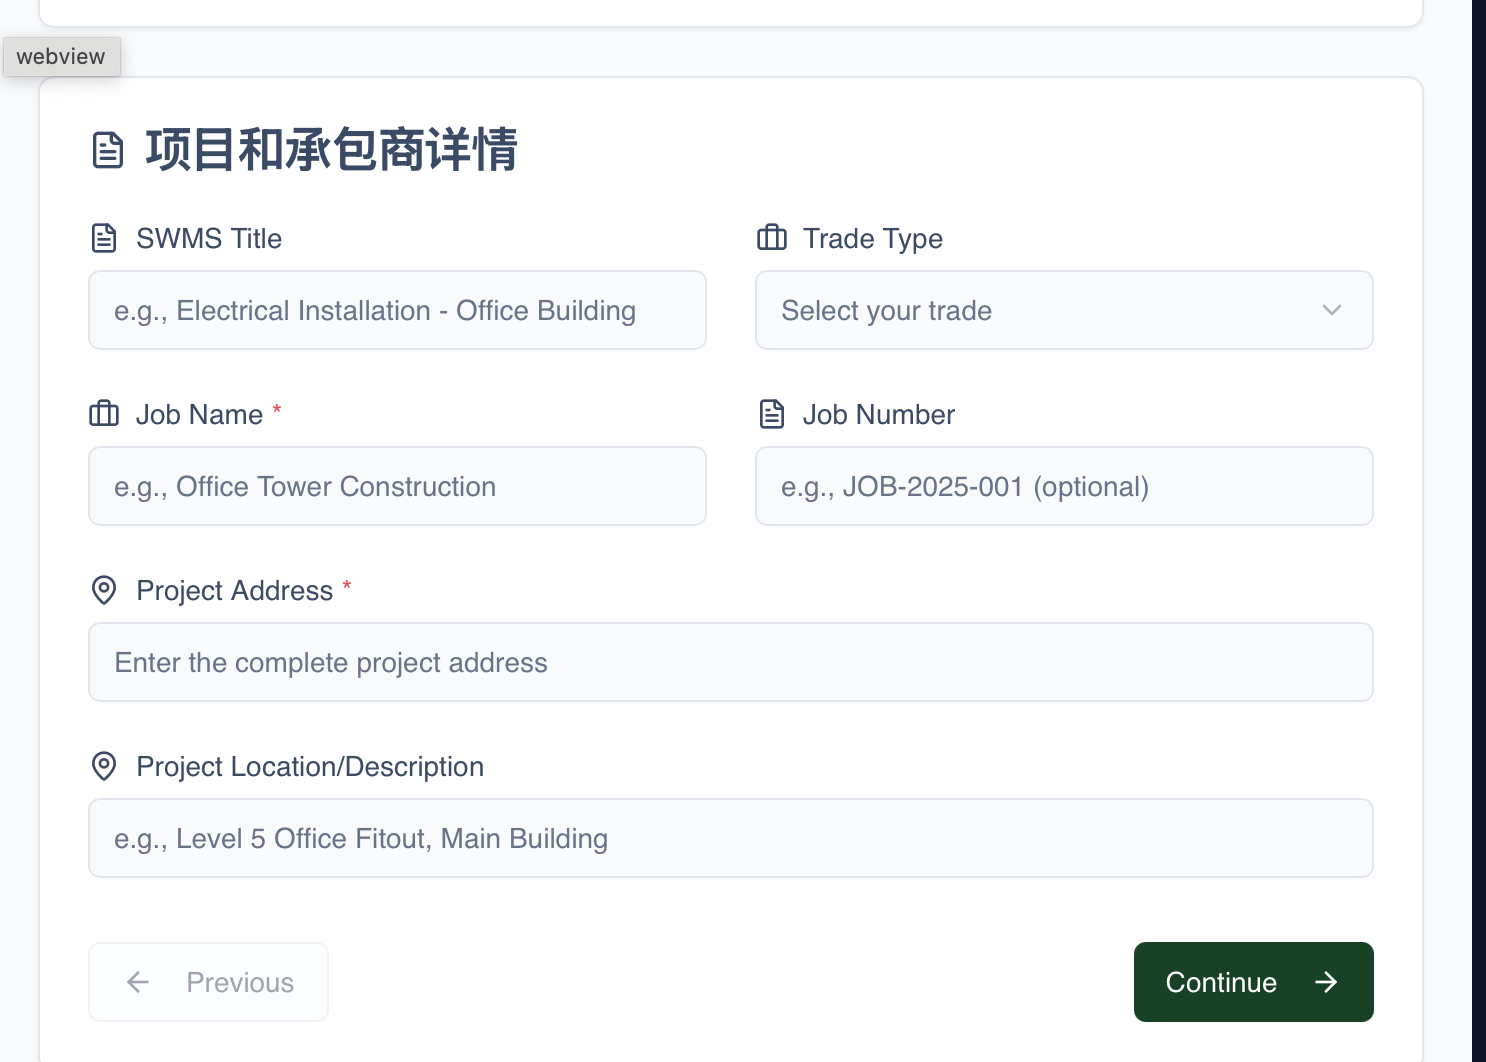 webview
项目和承包商详情
SWMS Title
Trade Type
e.g., Electrical Installation - Office Building
Select your trade
Job Name *
Job Number
e.g., Office Tower Construction
e.g., JOB-2025-001 (optional)
Project Address *
Enter the complete project address
Project Location/Description
e.g., Level 5 Office Fitout, Main Building
Previous
Continue